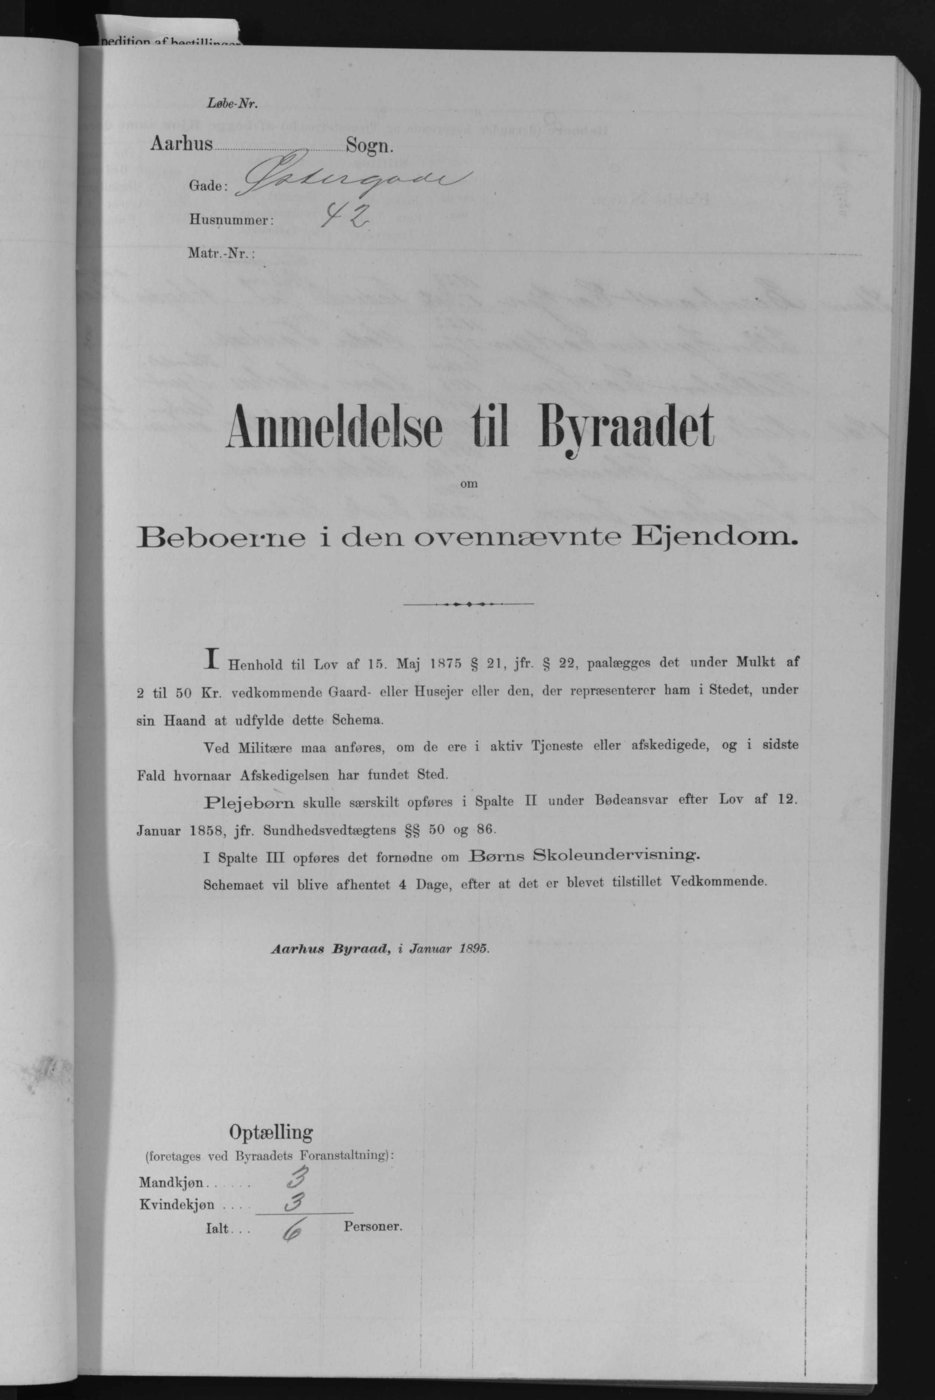 pedition af bestillinger
Løbe-Nr.
Aarhus Sogn.
Gade: Østergade
Husnummer: 42
Matr.-Nr.:
Anmeldelse til Byraadet
om
Beboerne i den ovennævnte Ejendom.
I Henhold til Lov af 15. Maj 1875 § 21, jfr. § 22, paalægges det under Mulkt af
2 til 50 Kr. vedkommende Gaard- eller Husejer eller den, der repræsenterer ham i Stedet, under
sin Haand at udfylde dette Schema.
Ved Militære maa anføres, om de ere i aktiv Tjeneste eller afskedigede, og i sidste
Fald hvornaar Afskedigelsen har fundet Sted.
Plejebørn skulle særskilt opføres i Spalte II under Bødeansvar efter Lov af 12.
Januar 1858, jfr. Sundhedsvedtægtens §§ 50 og 86.
I Spalte III opføres det fornødne om Børns Skoleundervisning.
Schemaet vil blive afhentet 4 Dage, efter at det er blevet tilstillet Vedkommende.
Aarhus Byraad, i Januar 1895.
Optælling
(foretages ved Byraadets Foranstaltning):
Mandkjøn...... 3
Kvindekjøn .... 3
Ialt... 6 Personer.